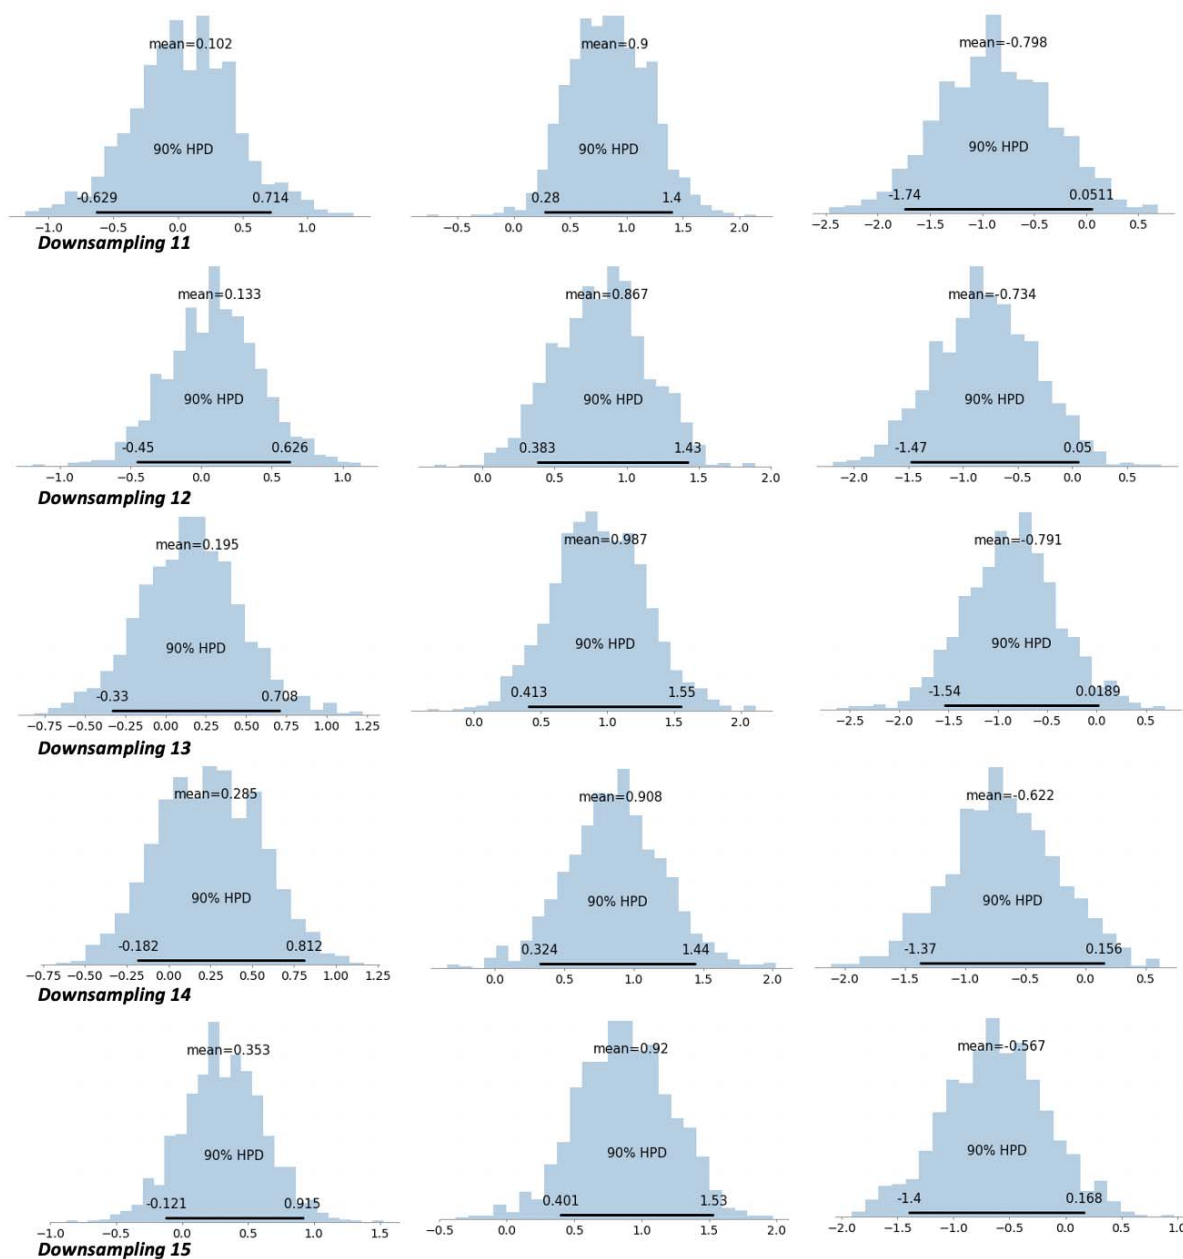 mean=0.102 mean=0.9 mean=-0.798
90% HPD 90% HPD 90% HPD
-0.629 0.714 0.28 1.4 -1.74 0.0511
−1.0 −0.5 0.0 0.5 1.0 −0.5 0.0 0.5 1.0 1.5 2.0 −2.5 −2.0 −1.5 −1.0 −0.5 0.0 0.5
Downsampling 11
mean=0.133 mean=0.867 mean=-0.734
90% HPD 90% HPD 90% HPD
-0.45 0.626 0.383 1.43 -1.47 0.05
−1.0 −0.5 0.0 0.5 1.0 0.0 0.5 1.0 1.5 2.0 −2.0 −1.5 −1.0 −0.5 0.0 0.5
Downsampling 12
mean=0.195 mean=0.987 mean=-0.791
90% HPD 90% HPD 90% HPD
-0.33 0.708 0.413 1.55 -1.54 0.0189
−0.75 −0.50 −0.25 0.00 0.25 0.50 0.75 1.00 1.25 0.0 0.5 1.0 1.5 2.0 −2.5 −2.0 −1.5 −1.0 −0.5 0.0 0.5
Downsampling 13
mean=0.285 mean=0.908 mean=-0.622
90% HPD 90% HPD 90% HPD
-0.182 0.812 0.324 1.44 -1.37 0.156
−0.75 −0.50 −0.25 0.00 0.25 0.50 0.75 1.00 1.25 0.0 0.5 1.0 1.5 2.0 −2.0 −1.5 −1.0 −0.5 0.0 0.5
Downsampling 14
mean=0.353 mean=0.92 mean=-0.567
90% HPD 90% HPD 90% HPD
-0.121 0.915 0.401 1.53 -1.4 0.168
−1.0 −0.5 0.0 0.5 1.0 1.5 −0.5 0.0 0.5 1.0 1.5 2.0 −2.0 −1.5 −1.0 −0.5 0.0 0.5 1.0
Downsampling 15